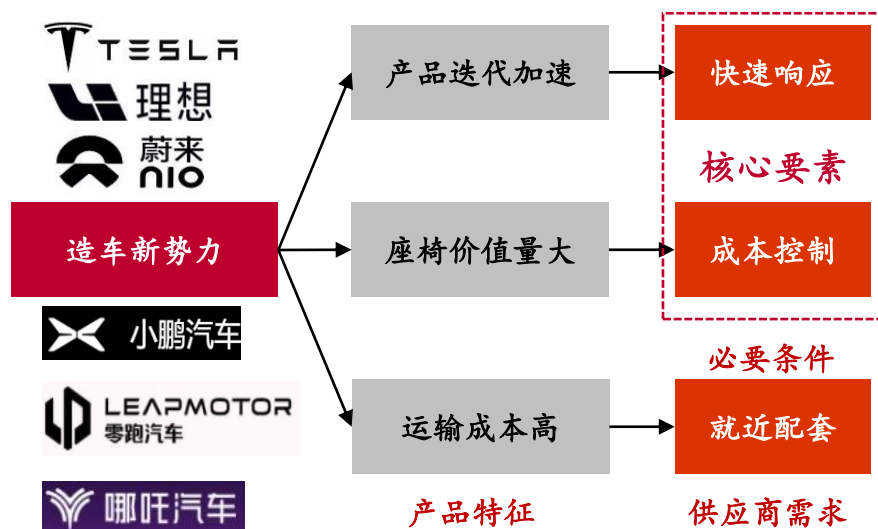 TESLA
理想
蔚来
NIO
造车新势力
小鹏汽车
LEAPMOTOR
零跑汽车
哪吒汽车
产品迭代加速
座椅价值量大
运输成本高
产品特征
快速响应
核心要素
成本控制
必要条件
就近配套
供应商需求